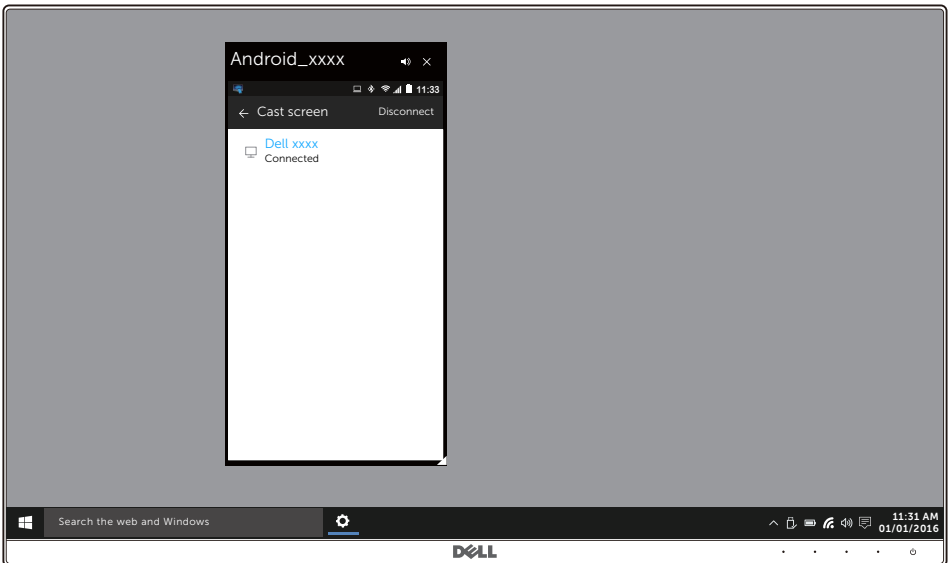 Android_xxxx
11:33
Cast screen Disconnect
Dell xxxx
Connected
Search the web and Windows
11:31 AM
01/01/2016
DELL